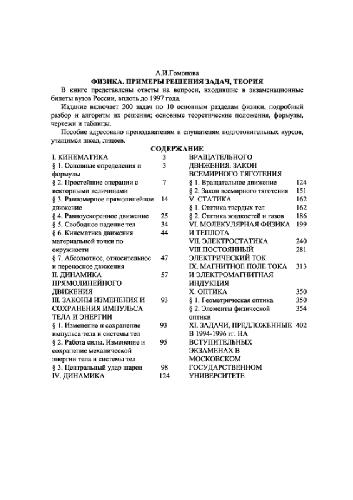 А.И.Гомонова
ФИЗИКА. ПРИМЕРЫ РЕШЕНИЯ ЗАДАЧ, ТЕОРИЯ
В книге представлены ответы на вопросы, входившие в экзаменационные
билеты вузов России, вплоть до 1997 года.
Издание включает 200 задач по 10 основным разделам физики, подробный
разбор и алгоритм их решения; основные теоретические положения, формулы,
чертежи и таблицы.
Пособие адресовано преподавателям и слушателям подготовительных курсов,
учащимся школ, лицеев.
СОДЕРЖАНИЕ
I. КИНЕМАТИКА 3
§ 1. Основные определения и 3
формулы
§ 2. Простейшие операции с 7
векторными величинами
§ 3. Равномерное прямолинейное 14
движение
§ 4. Равноускоренное движение 25
§ 5. Свободное падение тел 34
§ 6. Кинематика движения 44
материальной точки по
окружности
§ 7. Абсолютное, относительное 47
и переносное движения
II. ДИНАМИКА 57
ПРЯМОЛИНЕЙНОГО
ДВИЖЕНИЯ
III. ЗАКОНЫ ИЗМЕНЕНИЯ И 93
СОХРАНЕНИЯ ИМПУЛЬСА
ТЕЛА И ЭНЕРГИИ
§ 1. Изменение и сохранение 93
импульса тела и системы тел
§ 2. Работа силы. Изменение и 95
сохранение механической
энергии тела и системы тел
§ 3. Центральный удар шаров 98
IV. ДИНАМИКА 124
ВРАЩАТЕЛЬНОГО
ДВИЖЕНИЯ. ЗАКОН
ВСЕМИРНОГО ТЯГОТЕНИЯ
§ 1. Вращательное движение 124
§ 2. Закон всемирного тяготения 151
V. СТАТИКА 162
§ 1. Статика твердых тел 162
§ 2. Статика жидкостей и газов 186
VI. МОЛЕКУЛЯРНАЯ ФИЗИКА 199
И ТЕПЛОТА
VII. ЭЛЕКТРОСТАТИКА 240
VIII ПОСТОЯННЫЙ 281
ЭЛЕКТРИЧЕСКИЙ ТОК
IX. МАГНИТНОЕ ПОЛЕ ТОКА 313
И ЭЛЕКТРОМАГНИТНАЯ
ИНДУКЦИЯ
X. ОПТИКА 350
§ 1. Геометрическая оптика 350
§ 2. Элементы физической 354
оптики
XI. ЗАДАЧИ, ПРЕДЛОЖЕННЫЕ 402
В 1994-1996 гг. НА
ВСТУПИТЕЛЬНЫХ
ЭКЗАМЕНАХ В
МОСКОВСКОМ
ГОСУДАРСТВЕННОМ
УНИВЕРСИТЕТЕ